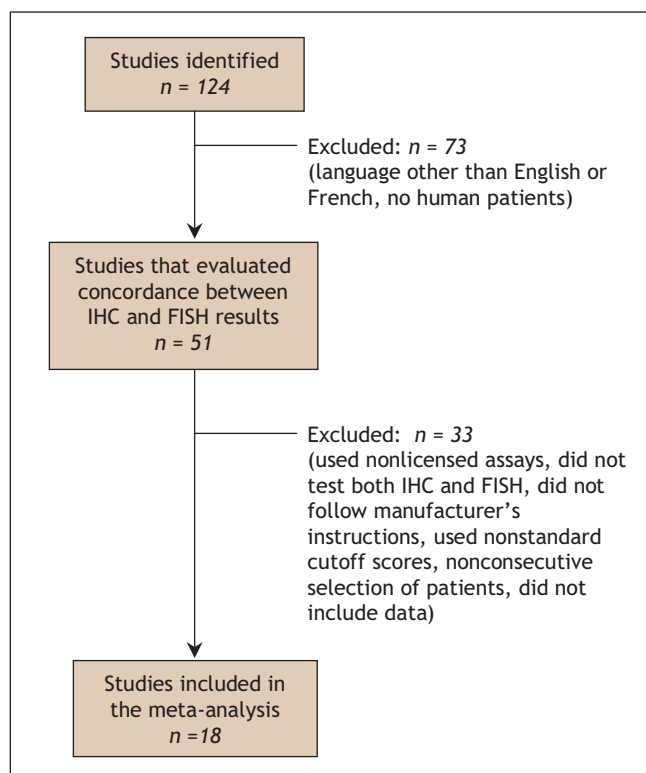 Studies identified
n = 124
Excluded: n = 73
(language other than English or
French, no human patients)
Studies that evaluated
concordance between
IHC and FISH results
n = 51
Excluded: n = 33
(used nonlicensed assays, did not
test both IHC and FISH, did not
follow manufacturer’s
instructions, used nonstandard
cutoff scores, nonconsecutive
selection of patients, did not
include data)
Studies included in
the meta-analysis
n =18